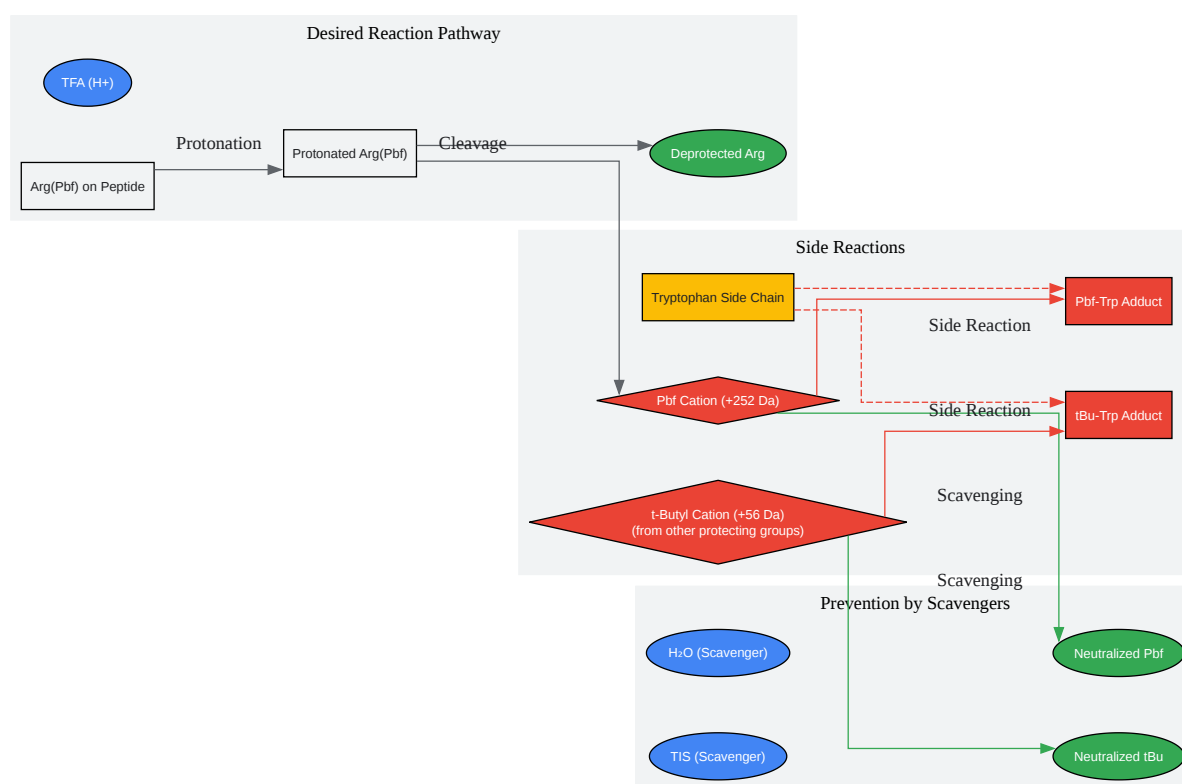 Desired Reaction Pathway
TFA (H+)
Protonation
Cleavage
Arg(Pbf) on Peptide
Protonated Arg(Pbf)
Deprotected Arg
Side Reactions
Tryptophan Side Chain
Pbf-Trp Adduct
Side Reaction
Pbf Cation (+252 Da)
Side Reaction
tBu-Trp Adduct
Scavenging
t-Butyl Cation (+56 Da)
(from other protecting groups)
Scavenging
Prevention by Scavengers
H₂O (Scavenger)
Neutralized Pbf
TIS (Scavenger)
Neutralized tBu